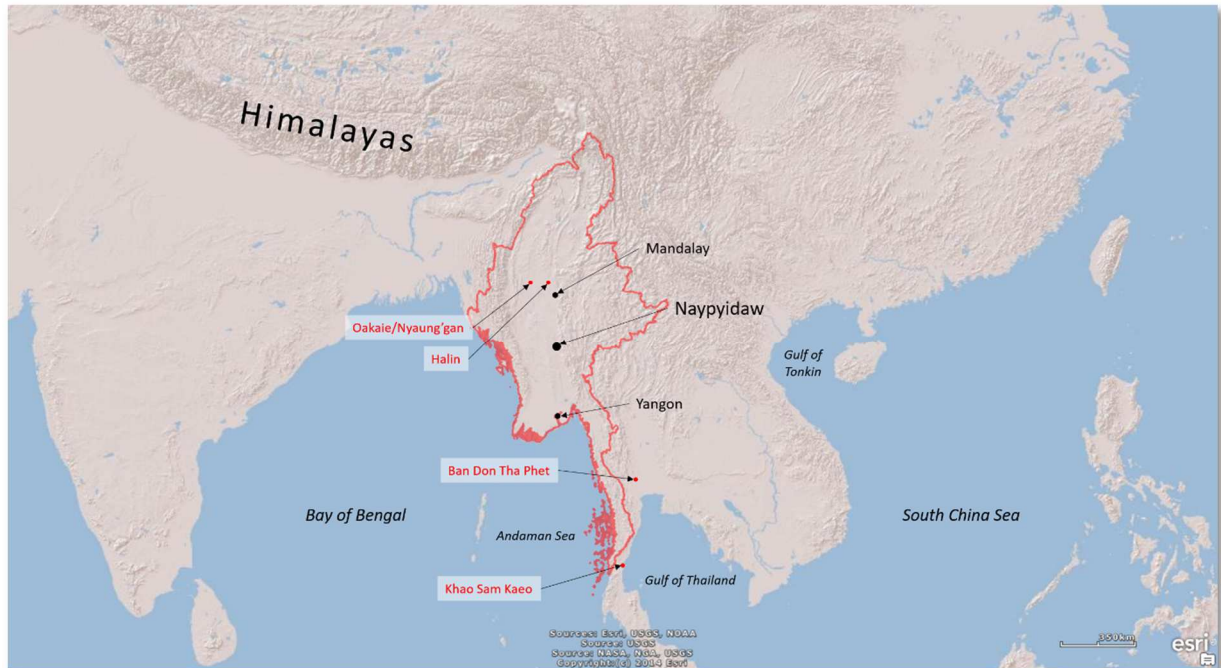 Himalayas
Mandalay
Oakaie/Nyaung'gan
Naypyidaw
Halin
Gulf of
Tonkin
Yangon
Ban Don Tha Phet
Bay of Bengal
South China Sea
Andaman Sea
Gulf of Thailand
Khao Sam Kaeo
Sources: Esri, USGS, NOAA
Source: USGS
Source: NASA, NGA, USGS
Copyright:(c) 2014 Esri
350km
esri